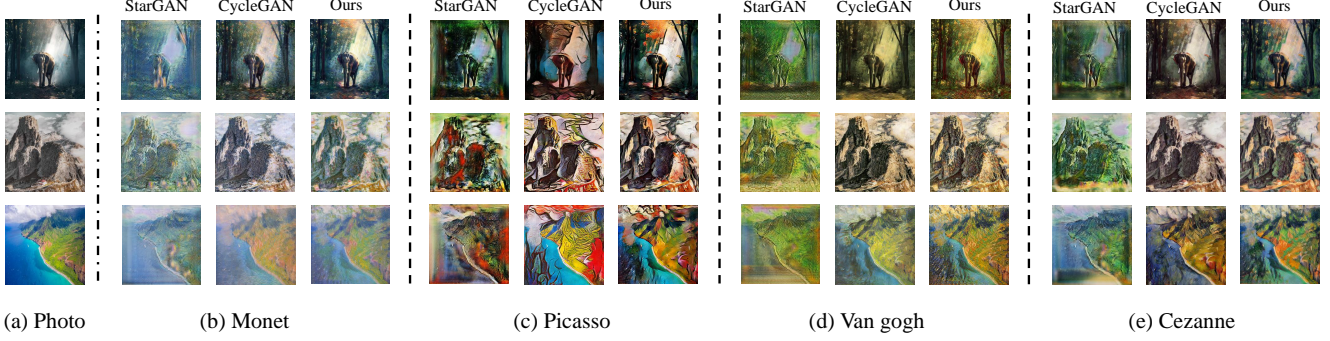 StarGAN CycleGAN Ours StarGAN CycleGAN Ours StarGAN CycleGAN Ours StarGAN CycleGAN Ours
(a) Photo (b) Monet (c) Picasso (d) Van gogh (e) Cezanne